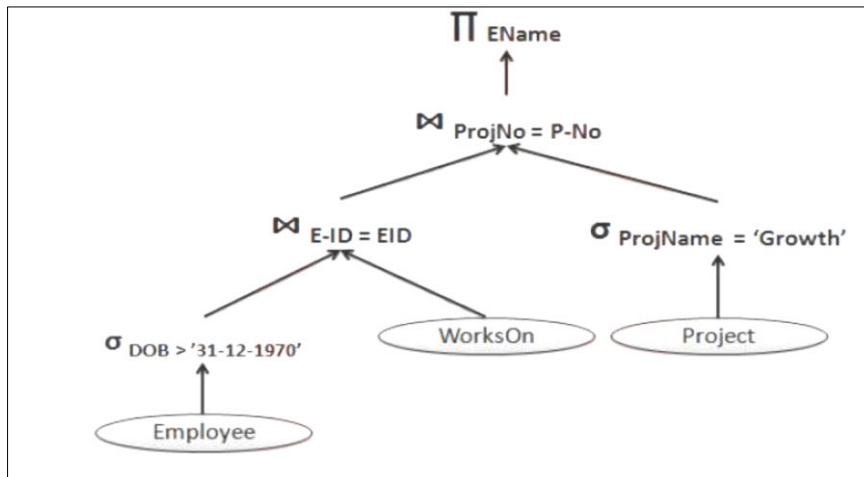 ∏ EName
⋈ ProjNo = P-No
⋈ E-ID = EID
σ ProjName = ‘Growth’
σ DOB > ’31-12-1970’
WorksOn
Project
Employee